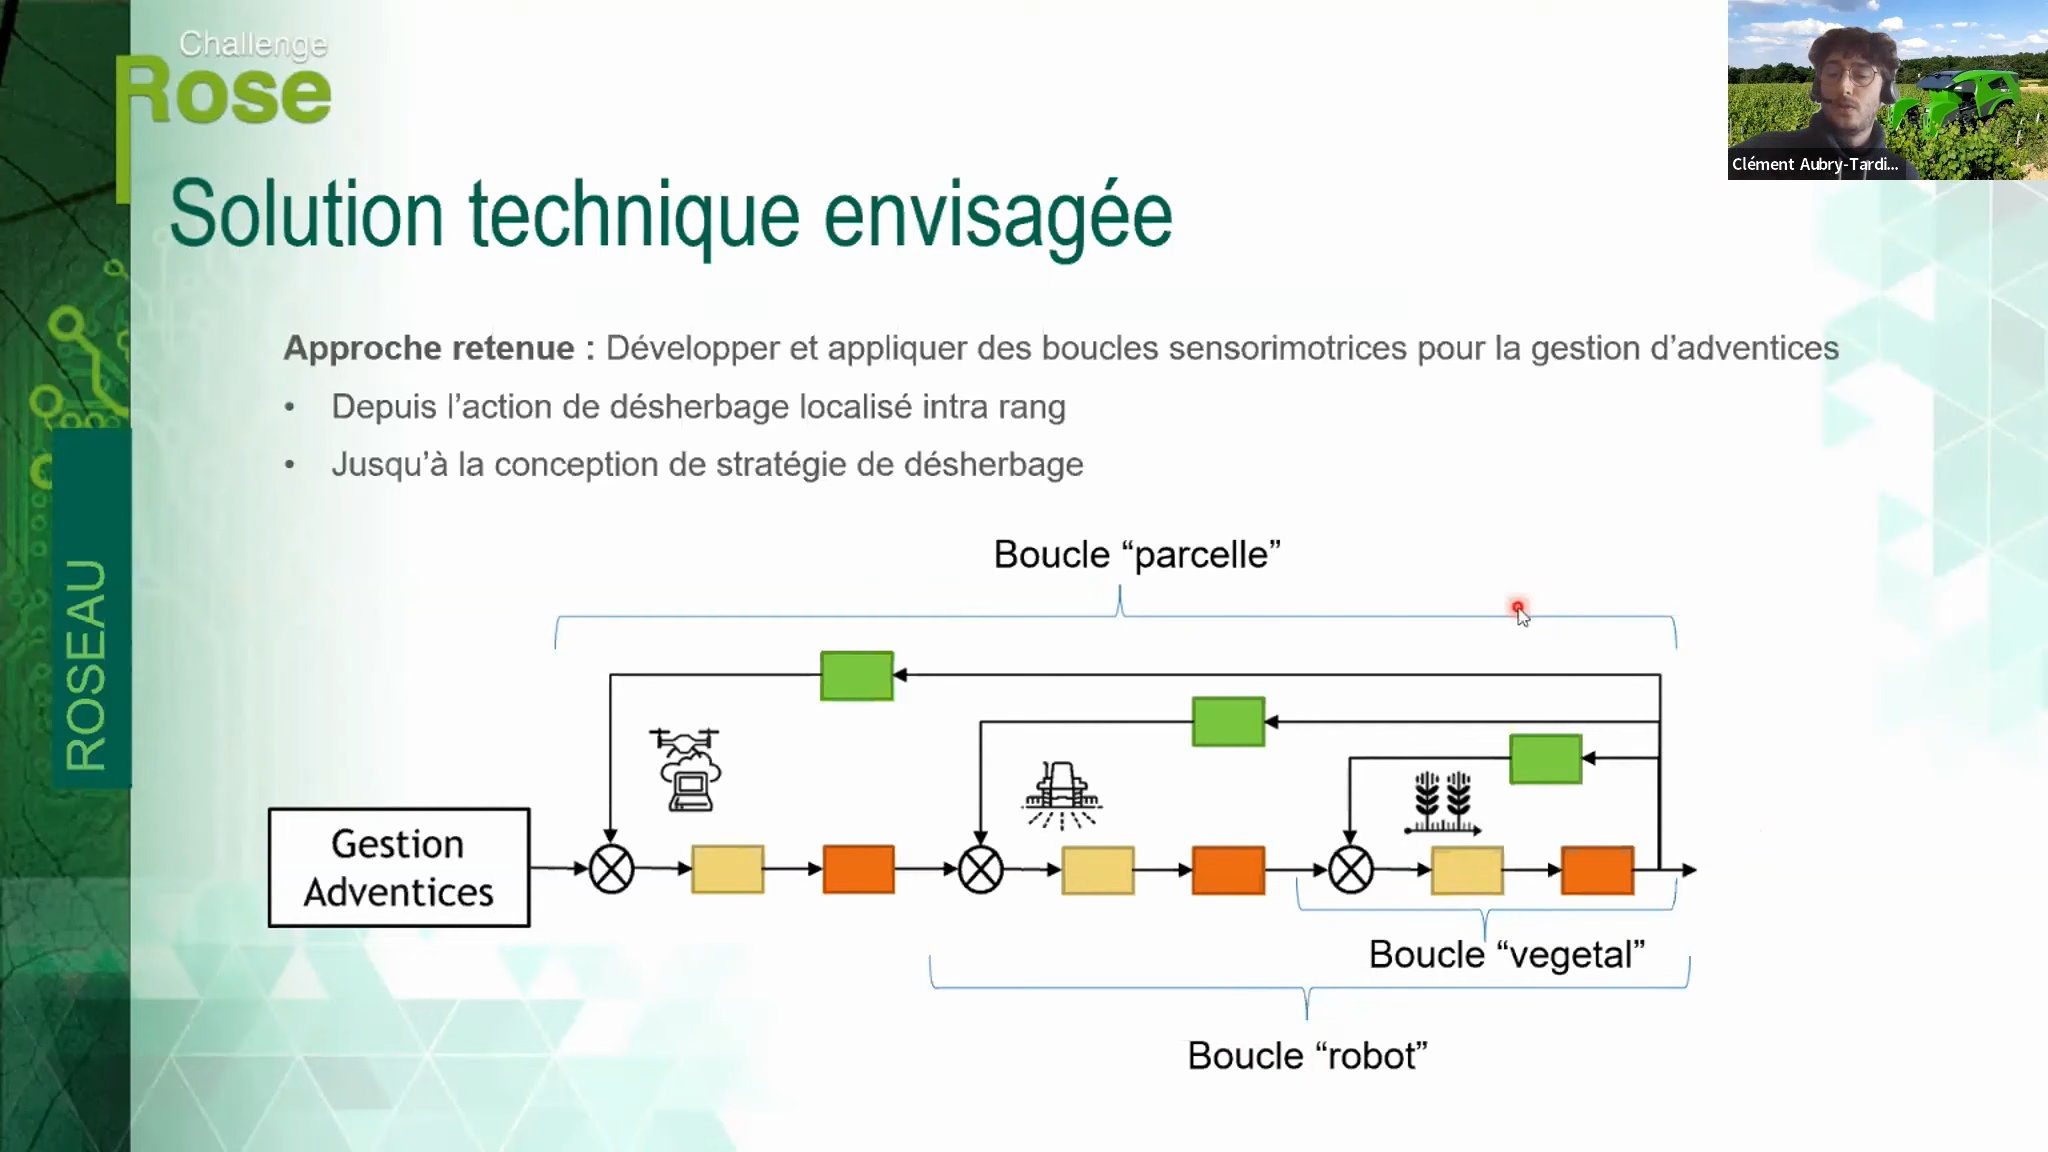 Challenge
Rose
Clément Aubry-Tardi...
Solution technique envisagée
Approche retenue : Développer et appliquer des boucles sensorimotrices pour la gestion d’adventices
• Depuis l’action de désherbage localisé intra rang
• Jusqu’à la conception de stratégie de désherbage
ROSEAU
Boucle “parcelle”
Gestion
Adventices
Boucle “vegetal”
Boucle “robot”